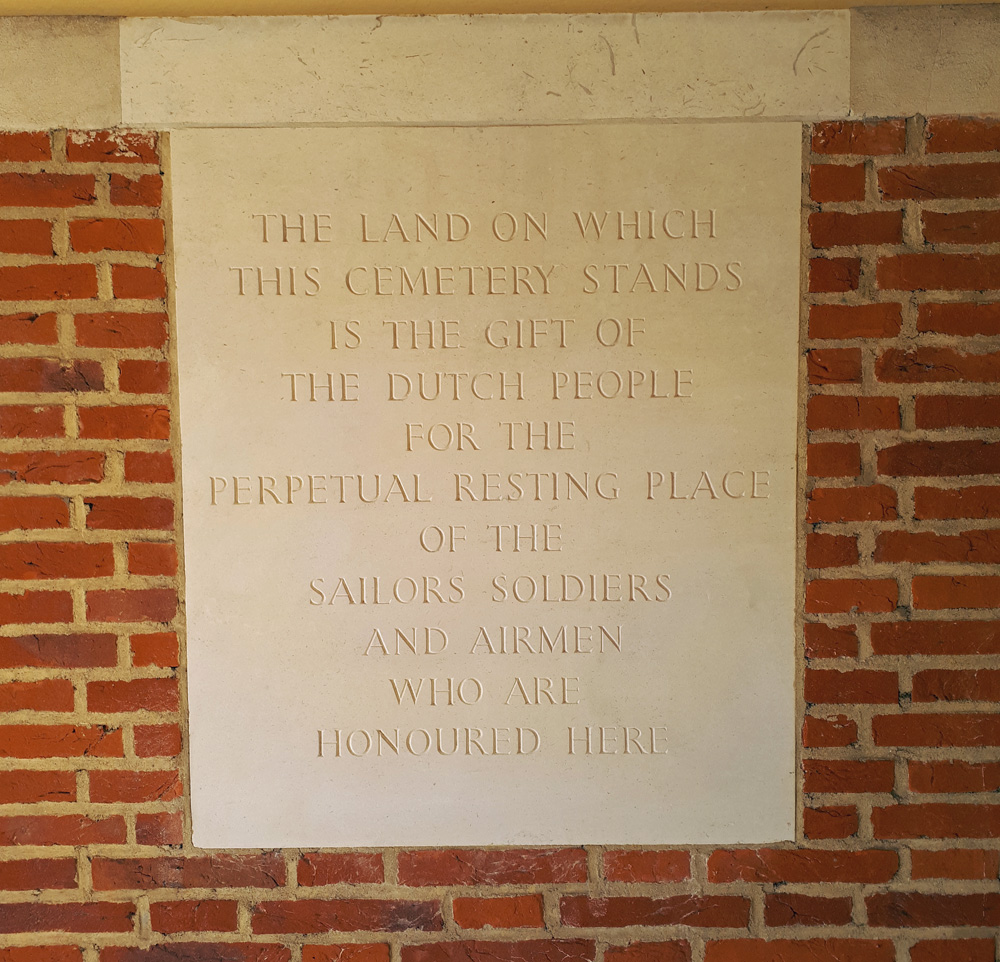 THE LAND ON WHICH
THIS CEMETERY STANDS
IS THE GIFT OF
THE DUTCH PEOPLE
FOR THE
PERPETUAL RESTING PLACE
OF THE
SAILORS SOLDIERS
AND AIRMEN
WHO ARE
HONOURED HERE